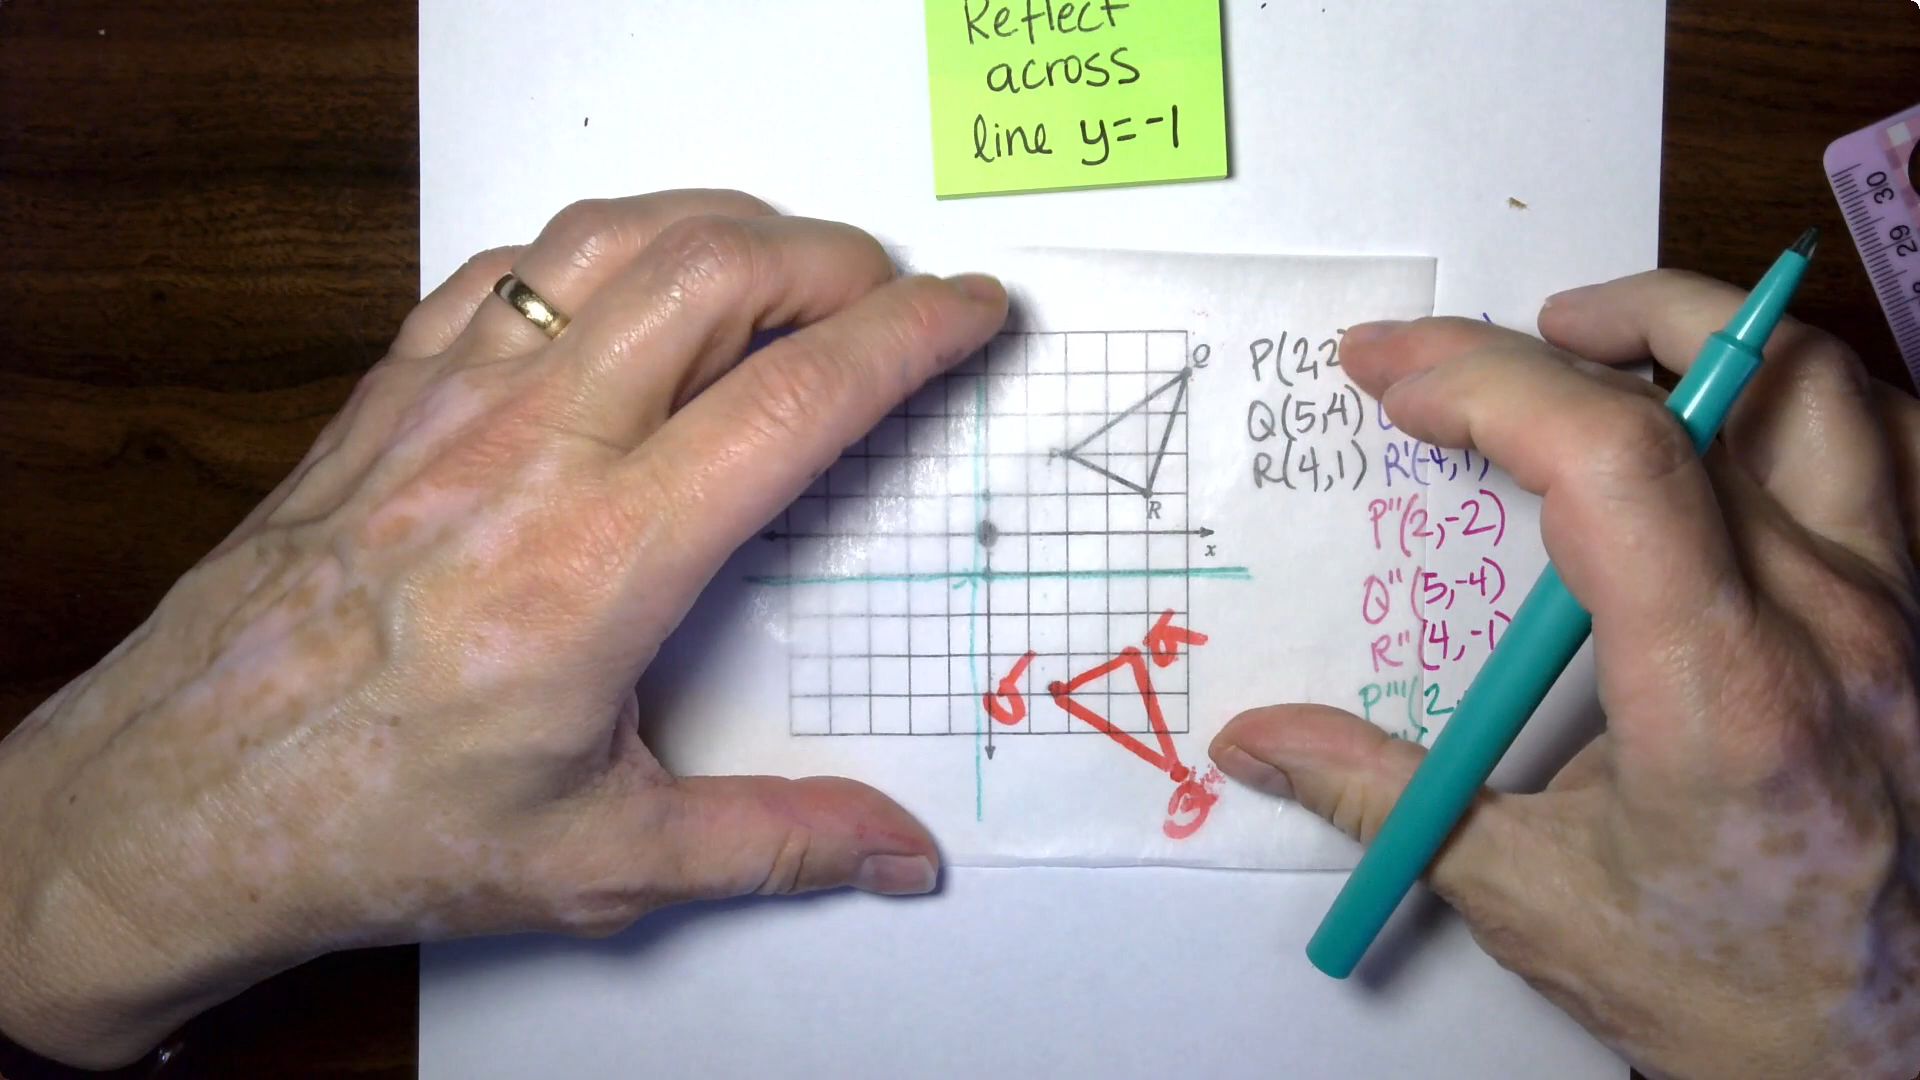 Reflect
across
line y=-1
Q
P(2,2
Q(5,4)
R(4,1) R'(-4,1)
R
x
P"(2,-2)
Q"(5,-4)
R"(4,-1)
P'''(2,
30
29